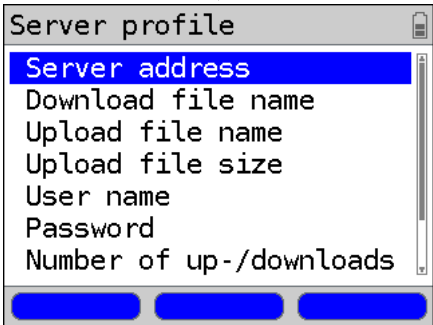 Server profile
Server address
Download file name
Upload file name
Upload file size
User name
Password
Number of up-/downloads